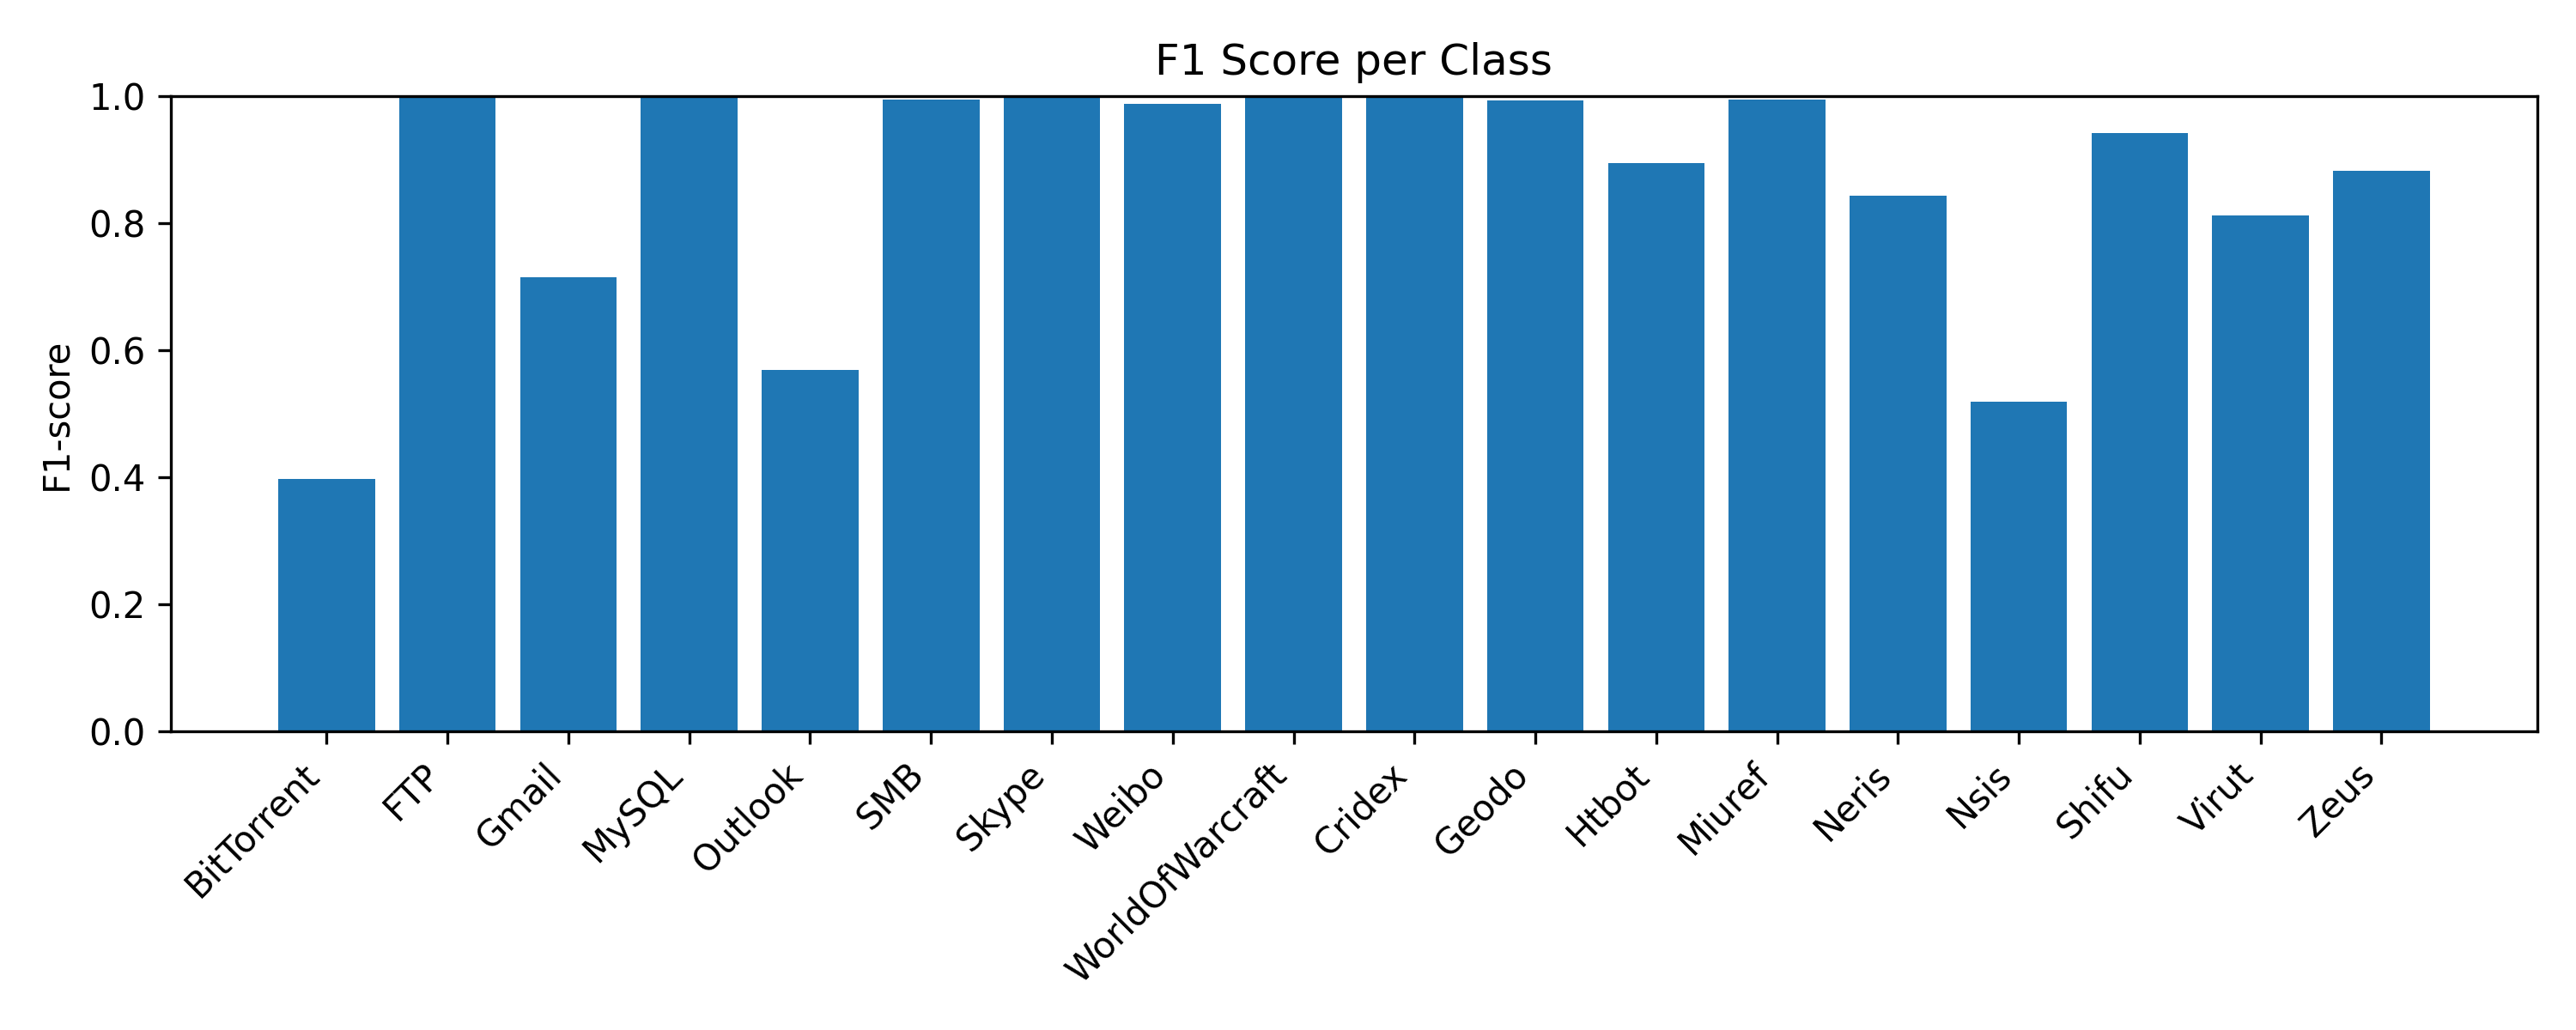 F1 Score per Class
F1-score
1.0
0.8
0.6
0.4
0.2
0.0
BitTorrent
FTP
Gmail
MySQL
Outlook
SMB
Skype
Weibo
WorldOfWarcraft
Cridex
Geodo
Htbot
Miuref
Neris
Nsis
Shifu
Virut
Zeus